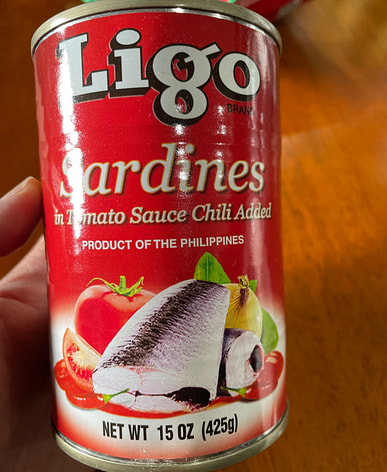 Ligo
BRAND
Sardines
in Tomato Sauce Chili Added
PRODUCT OF THE PHILIPPINES
NET WT 15 OZ (425g)